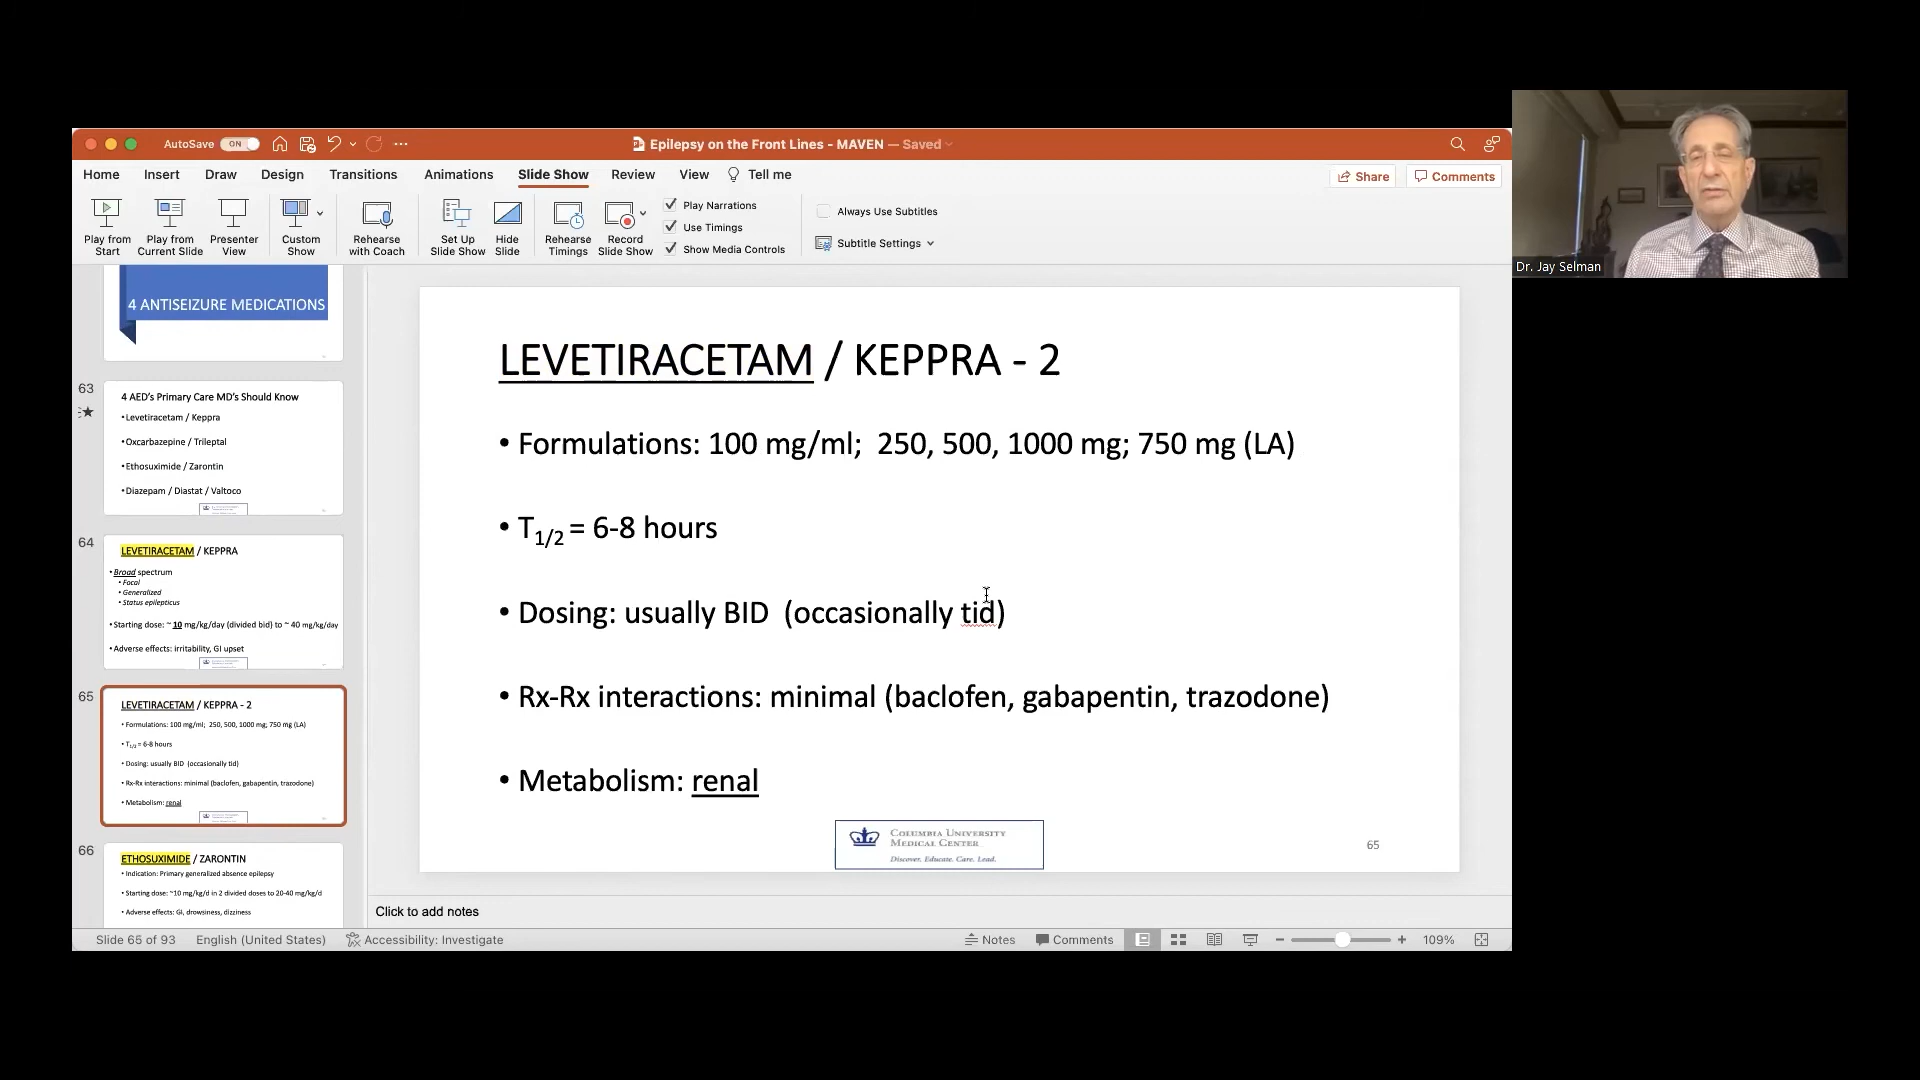 AutoSave ON
Epilepsy on the Front Lines - MAVEN — Saved
Home Insert Draw Design Transitions Animations Slide Show Review View Tell me
Share Comments
Play from Start
Play from Current Slide
Presenter View
Custom Show
Rehearse with Coach
Set Up Slide Show
Hide Slide
Rehearse Timings
Record Slide Show
Play Narrations
Use Timings
Show Media Controls
Always Use Subtitles
Subtitle Settings
Dr. Jay Selman
4 ANTISEIZURE MEDICATIONS
63
4 AED's Primary Care MD's Should Know
•Levetiracetam / Keppra
•Oxcarbazepine / Trileptal
•Ethosuximide / Zarontin
•Diazepam / Diastat / Valtoco
64
LEVETIRACETAM / KEPPRA
• Broad spectrum
• Focal
• Generalized
• Status epilepticus
• Starting dose: ~ 10 mg/kg/day (divided bid) to ~ 40 mg/kg/day
• Adverse effects: irritability, GI upset
65
LEVETIRACETAM / KEPPRA - 2
• Formulations: 100 mg/ml; 250, 500, 1000 mg; 750 mg (LA)
• T1/2 = 6-8 hours
• Dosing: usually BID (occasionally tid)
• Rx-Rx interactions: minimal (baclofen, gabapentin, trazodone)
• Metabolism: renal
66
ETHOSUXIMIDE / ZARONTIN
• Indication: Primary generalized absence epilepsy
• Starting dose: ~10 mg/kg/d in 2 divided doses to 20-40 mg/kg/d
• Adverse effects: GI, drowsiness, dizziness
LEVETIRACETAM / KEPPRA - 2
• Formulations: 100 mg/ml; 250, 500, 1000 mg; 750 mg (LA)
• T1/2 = 6-8 hours
• Dosing: usually BID (occasionally tid)
• Rx-Rx interactions: minimal (baclofen, gabapentin, trazodone)
• Metabolism: renal
COLUMBIA UNIVERSITY
MEDICAL CENTER
Discover. Educate. Care. Lead.
65
Click to add notes
Slide 65 of 93 English (United States) Accessibility: Investigate
Notes Comments 109%